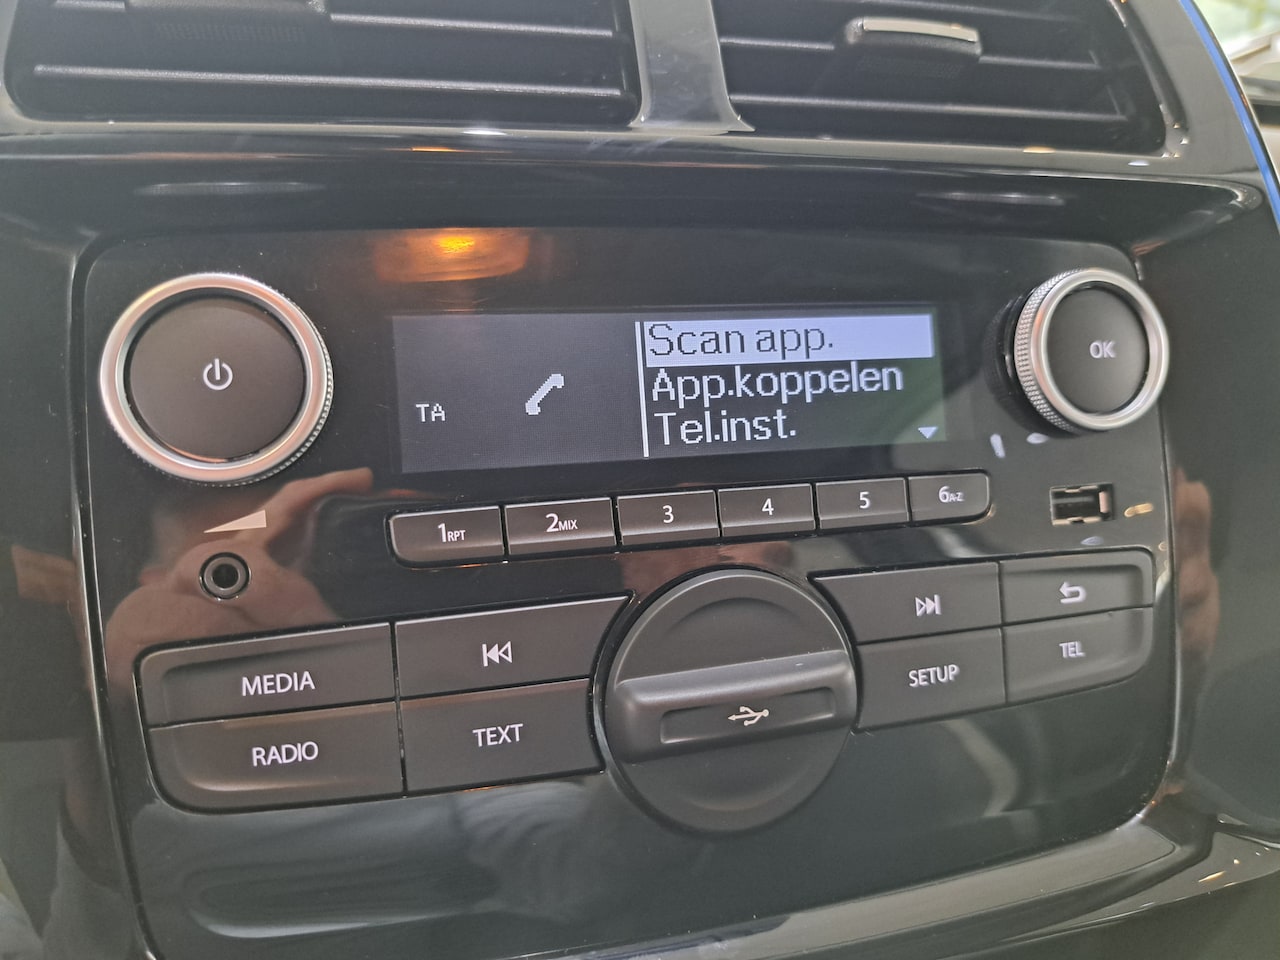 Scan app.
App.koppelen
Tel.inst.
TA
OK
1RPT
2MIX
3
4
5
6A-Z
MEDIA
RADIO
TEXT
SETUP
TEL